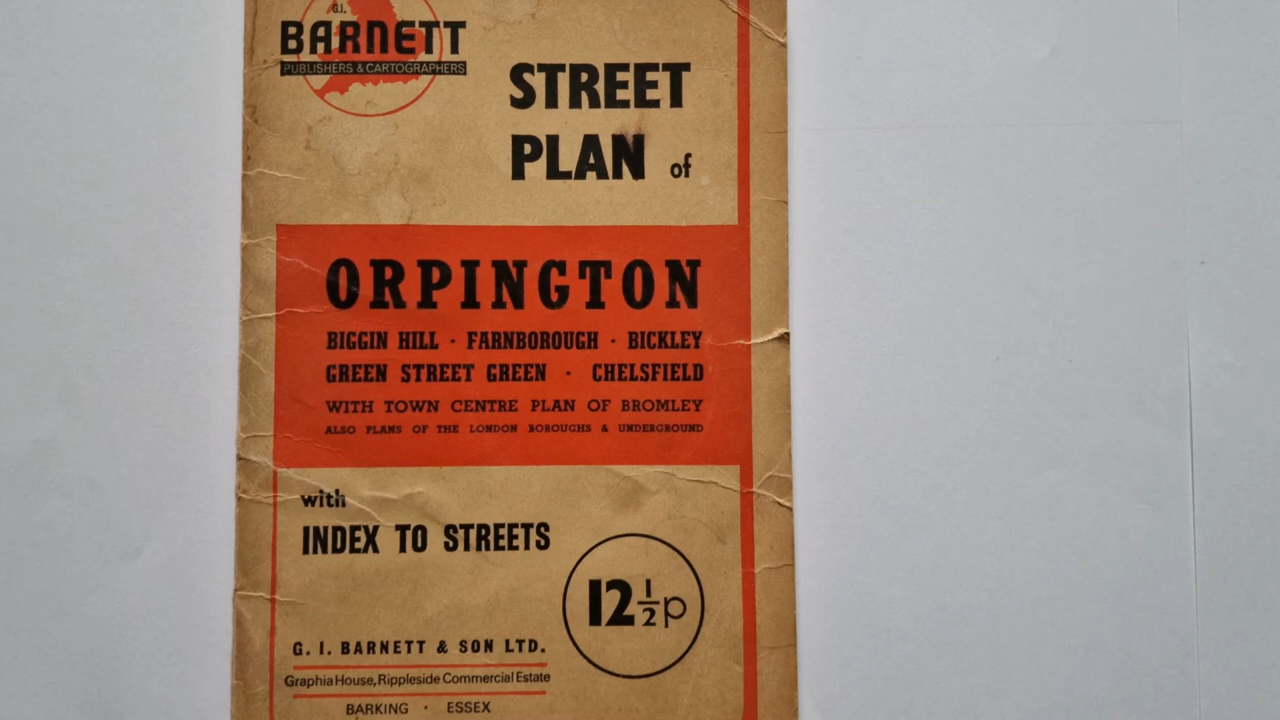 G.I.
BARNETT
PUBLISHERS & CARTOGRAPHERS
STREET
PLAN of
ORPINGTON
BIGGIN HILL · FARNBOROUGH · BICKLEY
GREEN STREET GREEN · CHELSFIELD
WITH TOWN CENTRE PLAN OF BROMLEY
ALSO PLANS OF THE LONDON BOROUGHS & UNDERGROUND
with
INDEX TO STREETS
12½p
G. I. BARNETT & SON LTD.
Graphia House, Rippleside Commercial Estate
BARKING · ESSEX